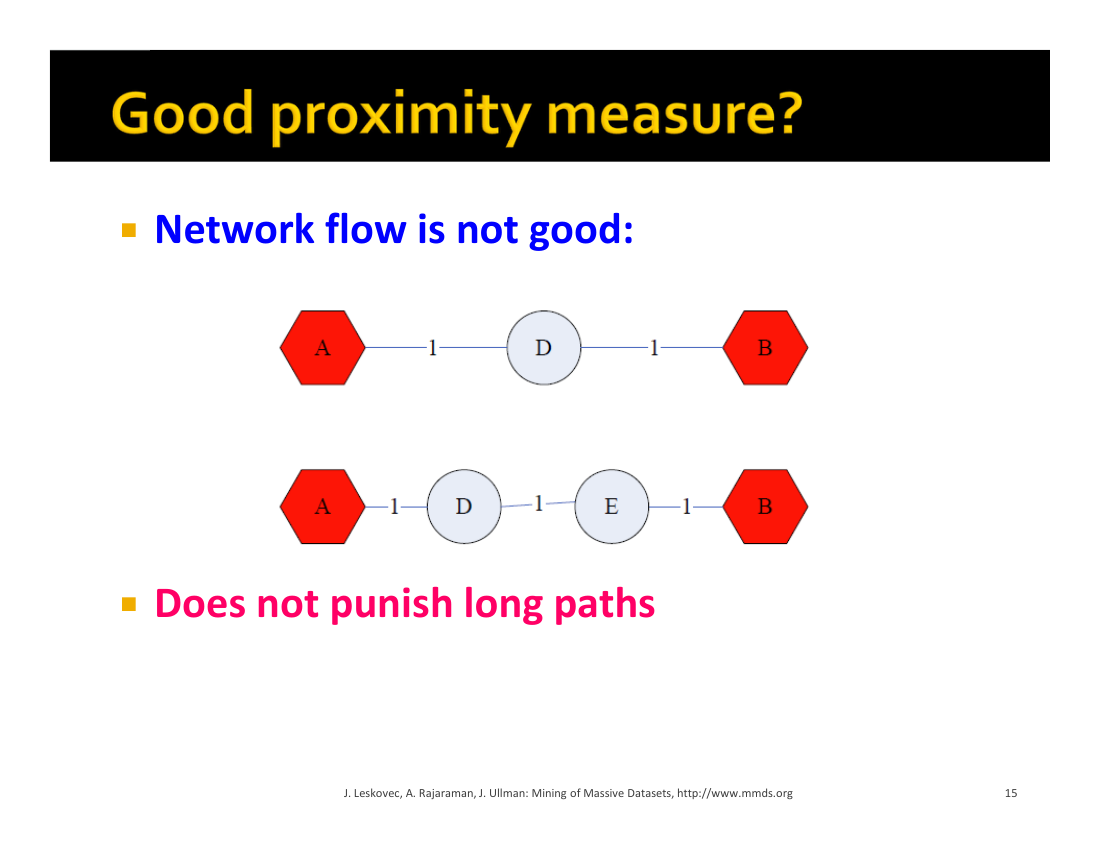 Good proximity measure?
Network flow is not good:
A 1 D 1 B
A 1 D 1 E 1 B
Does not punish long paths
J. Leskovec, A. Rajaraman, J. Ullman: Mining of Massive Datasets, http://www.mmds.org 15